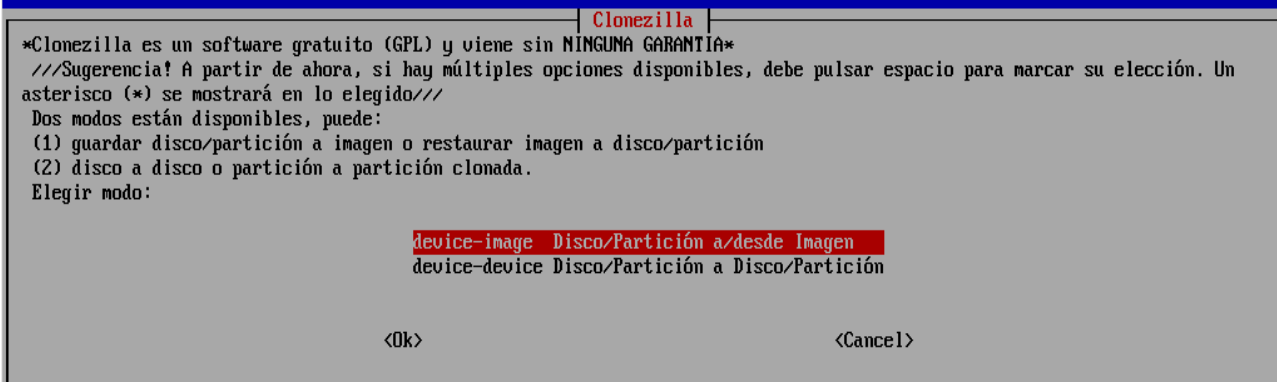 Clonezilla
*Clonezilla es un software gratuito (GPL) y viene sin NINGUNA GARANTIA*
///Sugerencia! A partir de ahora, si hay múltiples opciones disponibles, debe pulsar espacio para marcar su elección. Un
asterisco (*) se mostrará en lo elegido///
Dos modos están disponibles, puede:
(1) guardar disco/partición a imagen o restaurar imagen a disco/partición
(2) disco a disco o partición a partición clonada.
Elegir modo:
device-image Disco/Partición a/desde Imagen
device-device Disco/Partición a Disco/Partición
<Ok> <Cancel>